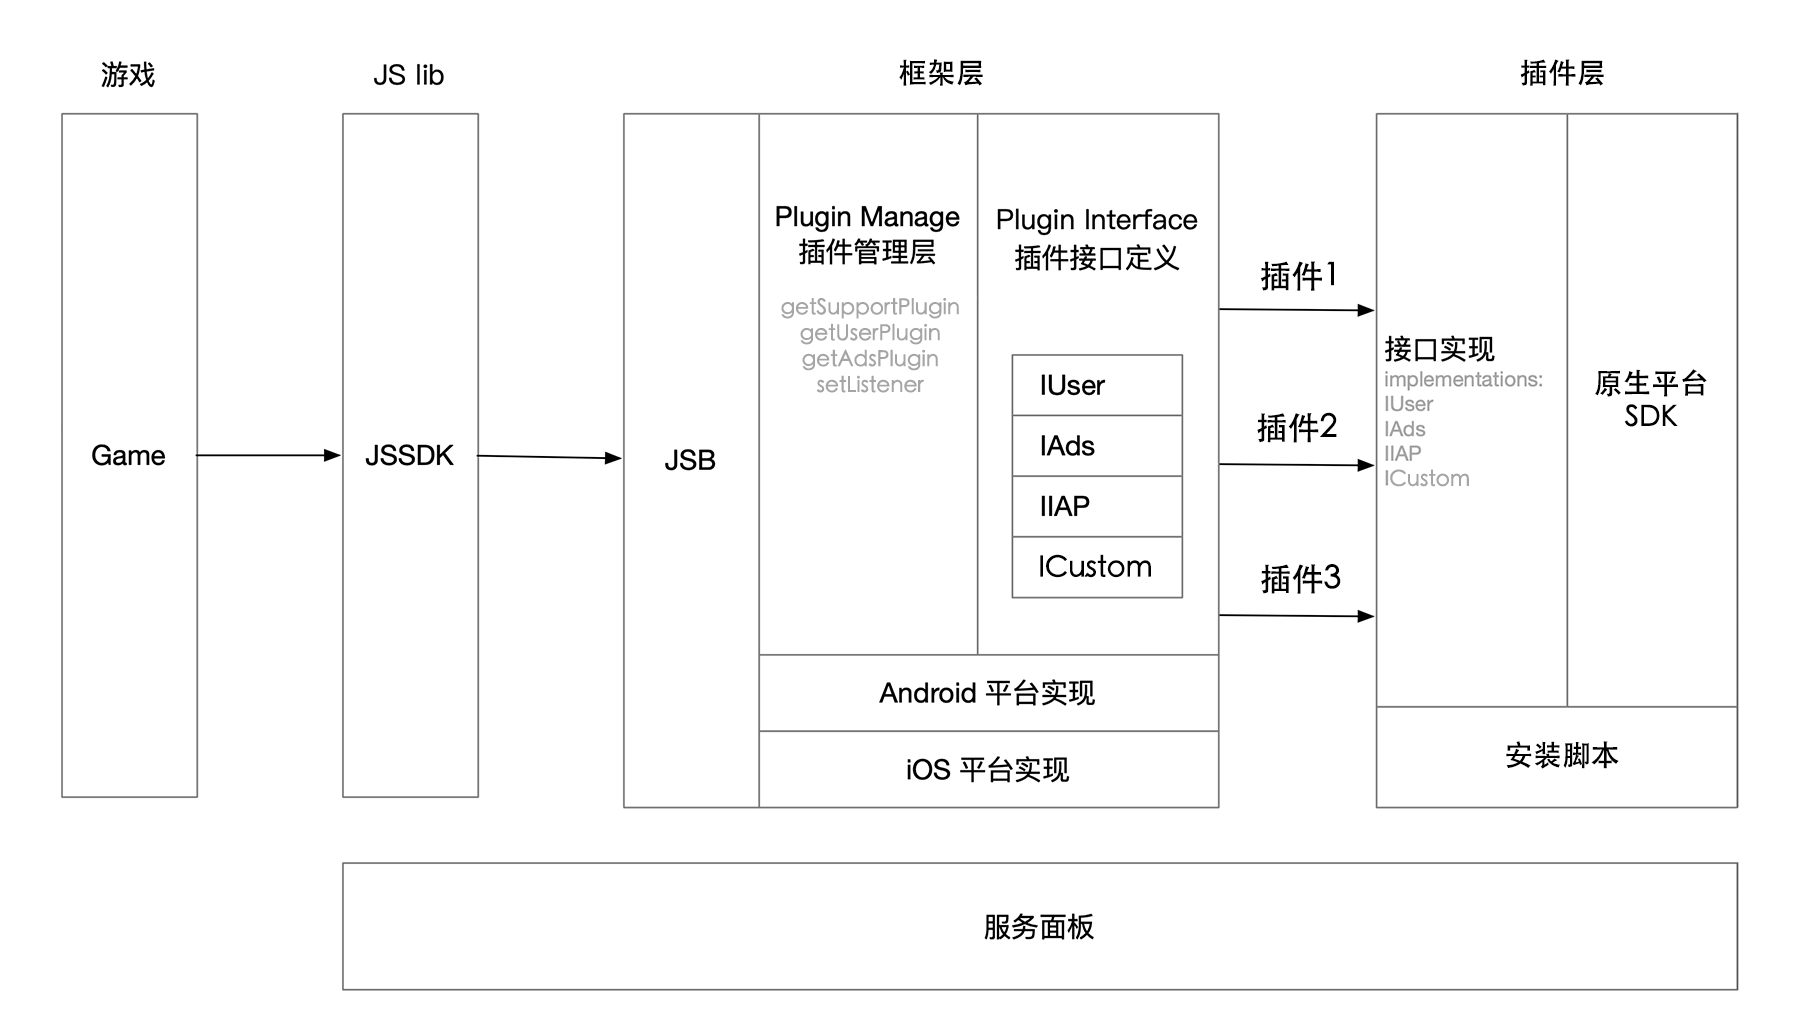 游戏
JS lib
框架层
插件层
Game
JSSDK
JSB
Plugin Manage
插件管理层
getSupportPlugin
getUserPlugin
getAdsPlugin
setListener
Plugin Interface
插件接口定义
IUser
IAds
IIAP
ICustom
Android 平台实现
iOS 平台实现
插件1
插件2
插件3
接口实现
implementations:
IUser
IAds
IIAP
ICustom
原生平台
SDK
安装脚本
服务面板